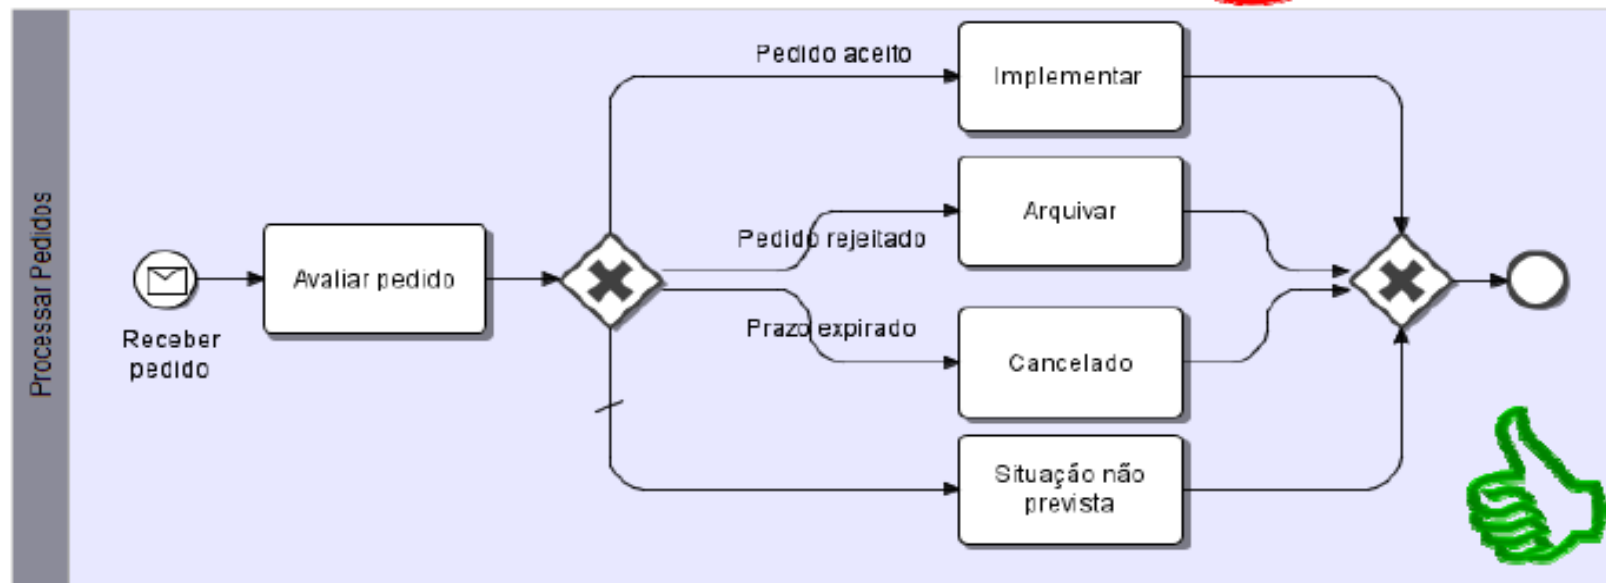 Processar Pedidos
Receber
pedido
Avaliar pedido
Pedido aceito
Pedido rejeitado
Prazo expirado
Implementar
Arquivar
Cancelado
Situação não
prevista